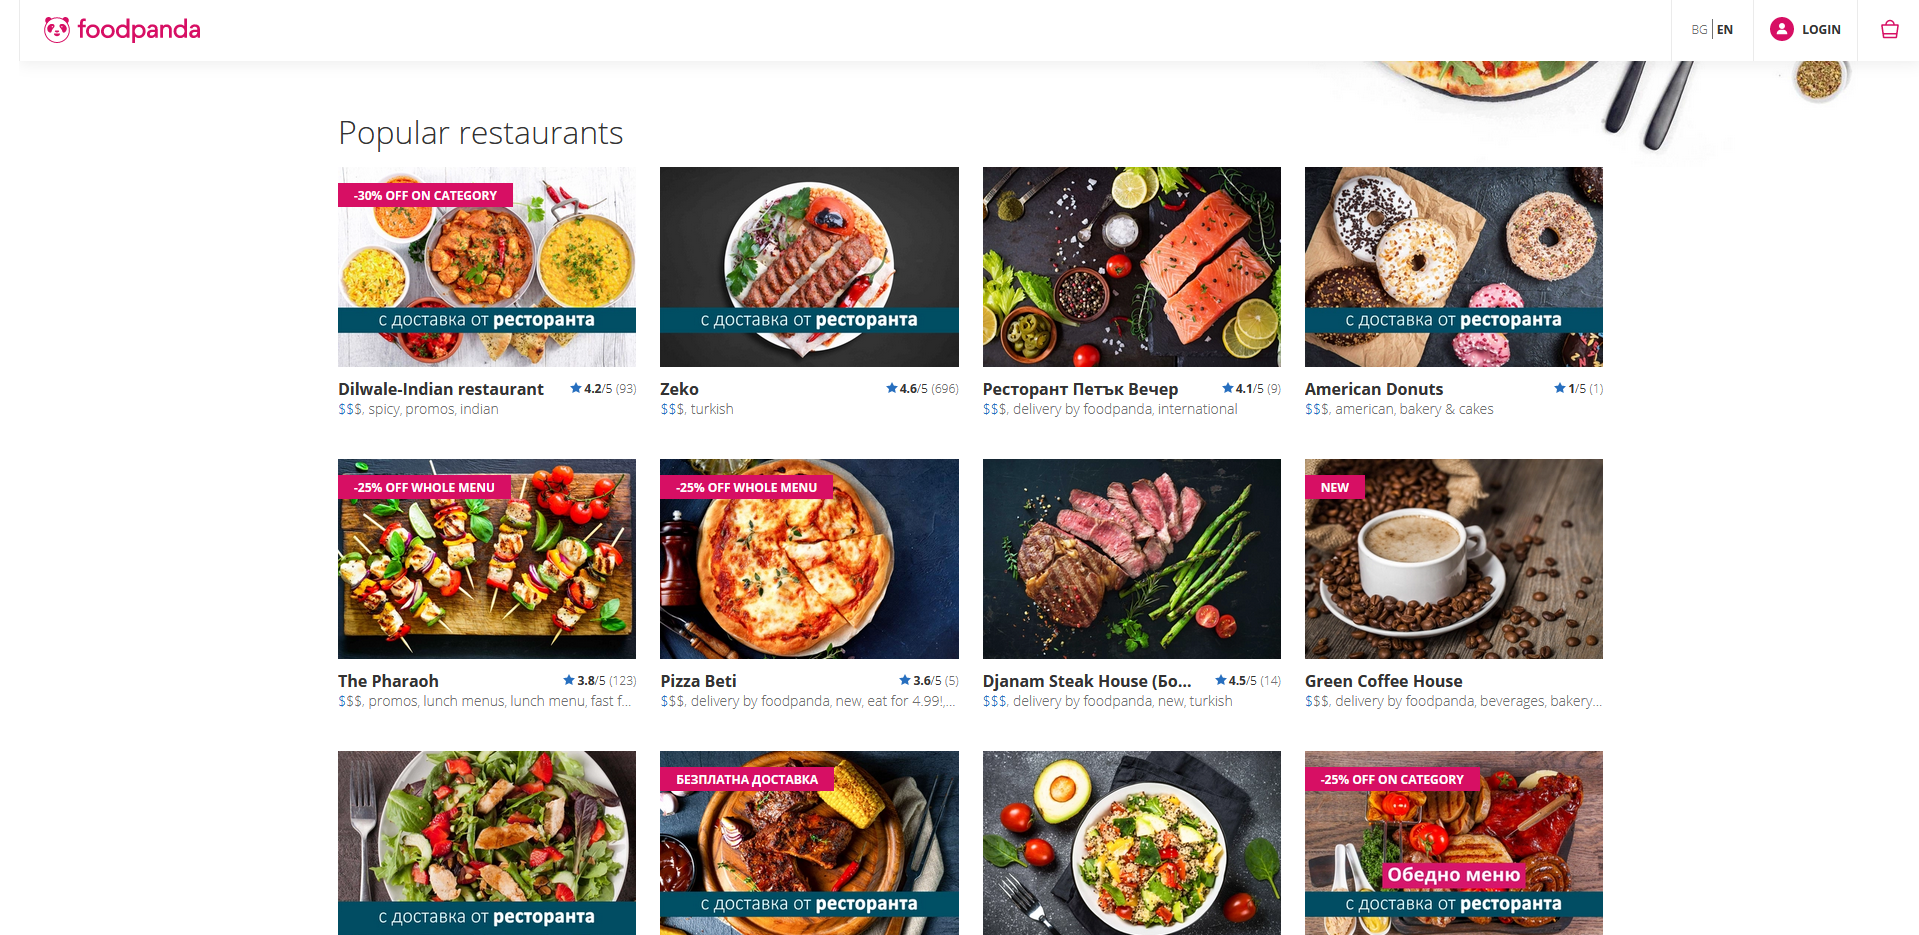 foodpanda
BG EN
LOGIN
Popular restaurants
-30% OFF ON CATEGORY
с доставка от ресторанта
с доставка от ресторанта
с доставка от ресторанта
Dilwale-Indian restaurant 4.2/5 (93)
$$$, spicy, promos, indian
Zeko 4.6/5 (696)
$$$, turkish
Ресторант Петък Вечер 4.1/5 (9)
$$$, delivery by foodpanda, international
American Donuts 1/5 (1)
$$$, american, bakery & cakes
-25% OFF WHOLE MENU
-25% OFF WHOLE MENU
NEW
The Pharaoh 3.8/5 (123)
$$$, promos, lunch menus, lunch menu, fast f...
Pizza Beti 3.6/5 (5)
$$$, delivery by foodpanda, new, eat for 4.99!,...
Djanam Steak House (Бо... 4.5/5 (14)
$$$, delivery by foodpanda, new, turkish
Green Coffee House
$$$, delivery by foodpanda, beverages, bakery...
с доставка от ресторанта
БЕЗПЛАТНА ДОСТАВКА
с доставка от ресторанта
-25% OFF ON CATEGORY
Обедно меню
с доставка от ресторанта